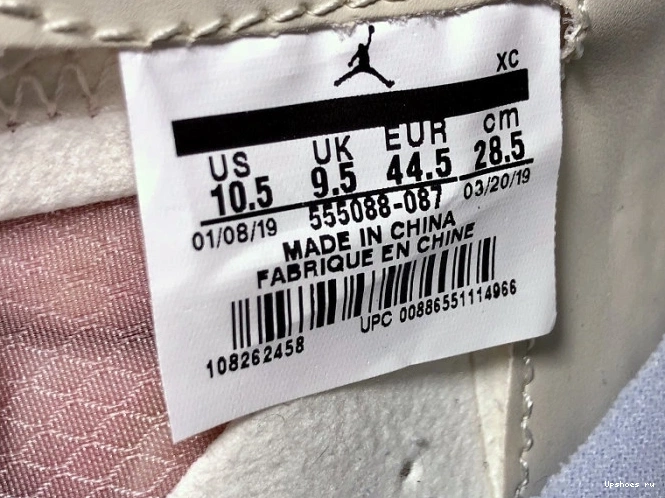 XC
US UK EUR cm
10.5 9.5 44.5 28.5
01/08/19 555088-087 03/20/19
MADE IN CHINA
FABRIQUE EN CHINE
UPC 00886551114966
108262458
Upshoes ru